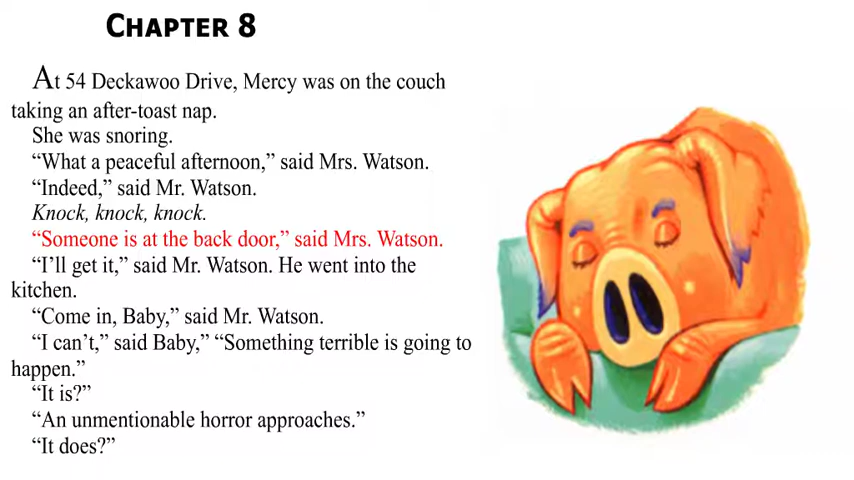 CHAPTER 8
At 54 Deckawoo Drive, Mercy was on the couch
taking an after-toast nap.
She was snoring.
“What a peaceful afternoon,” said Mrs. Watson.
“Indeed,” said Mr. Watson.
Knock, knock, knock.
“Someone is at the back door,” said Mrs. Watson.
“I’ll get it,” said Mr. Watson. He went into the
kitchen.
“Come in, Baby,” said Mr. Watson.
“I can’t,” said Baby,” “Something terrible is going to
happen.”
“It is?”
“An unmentionable horror approaches.”
“It does?”